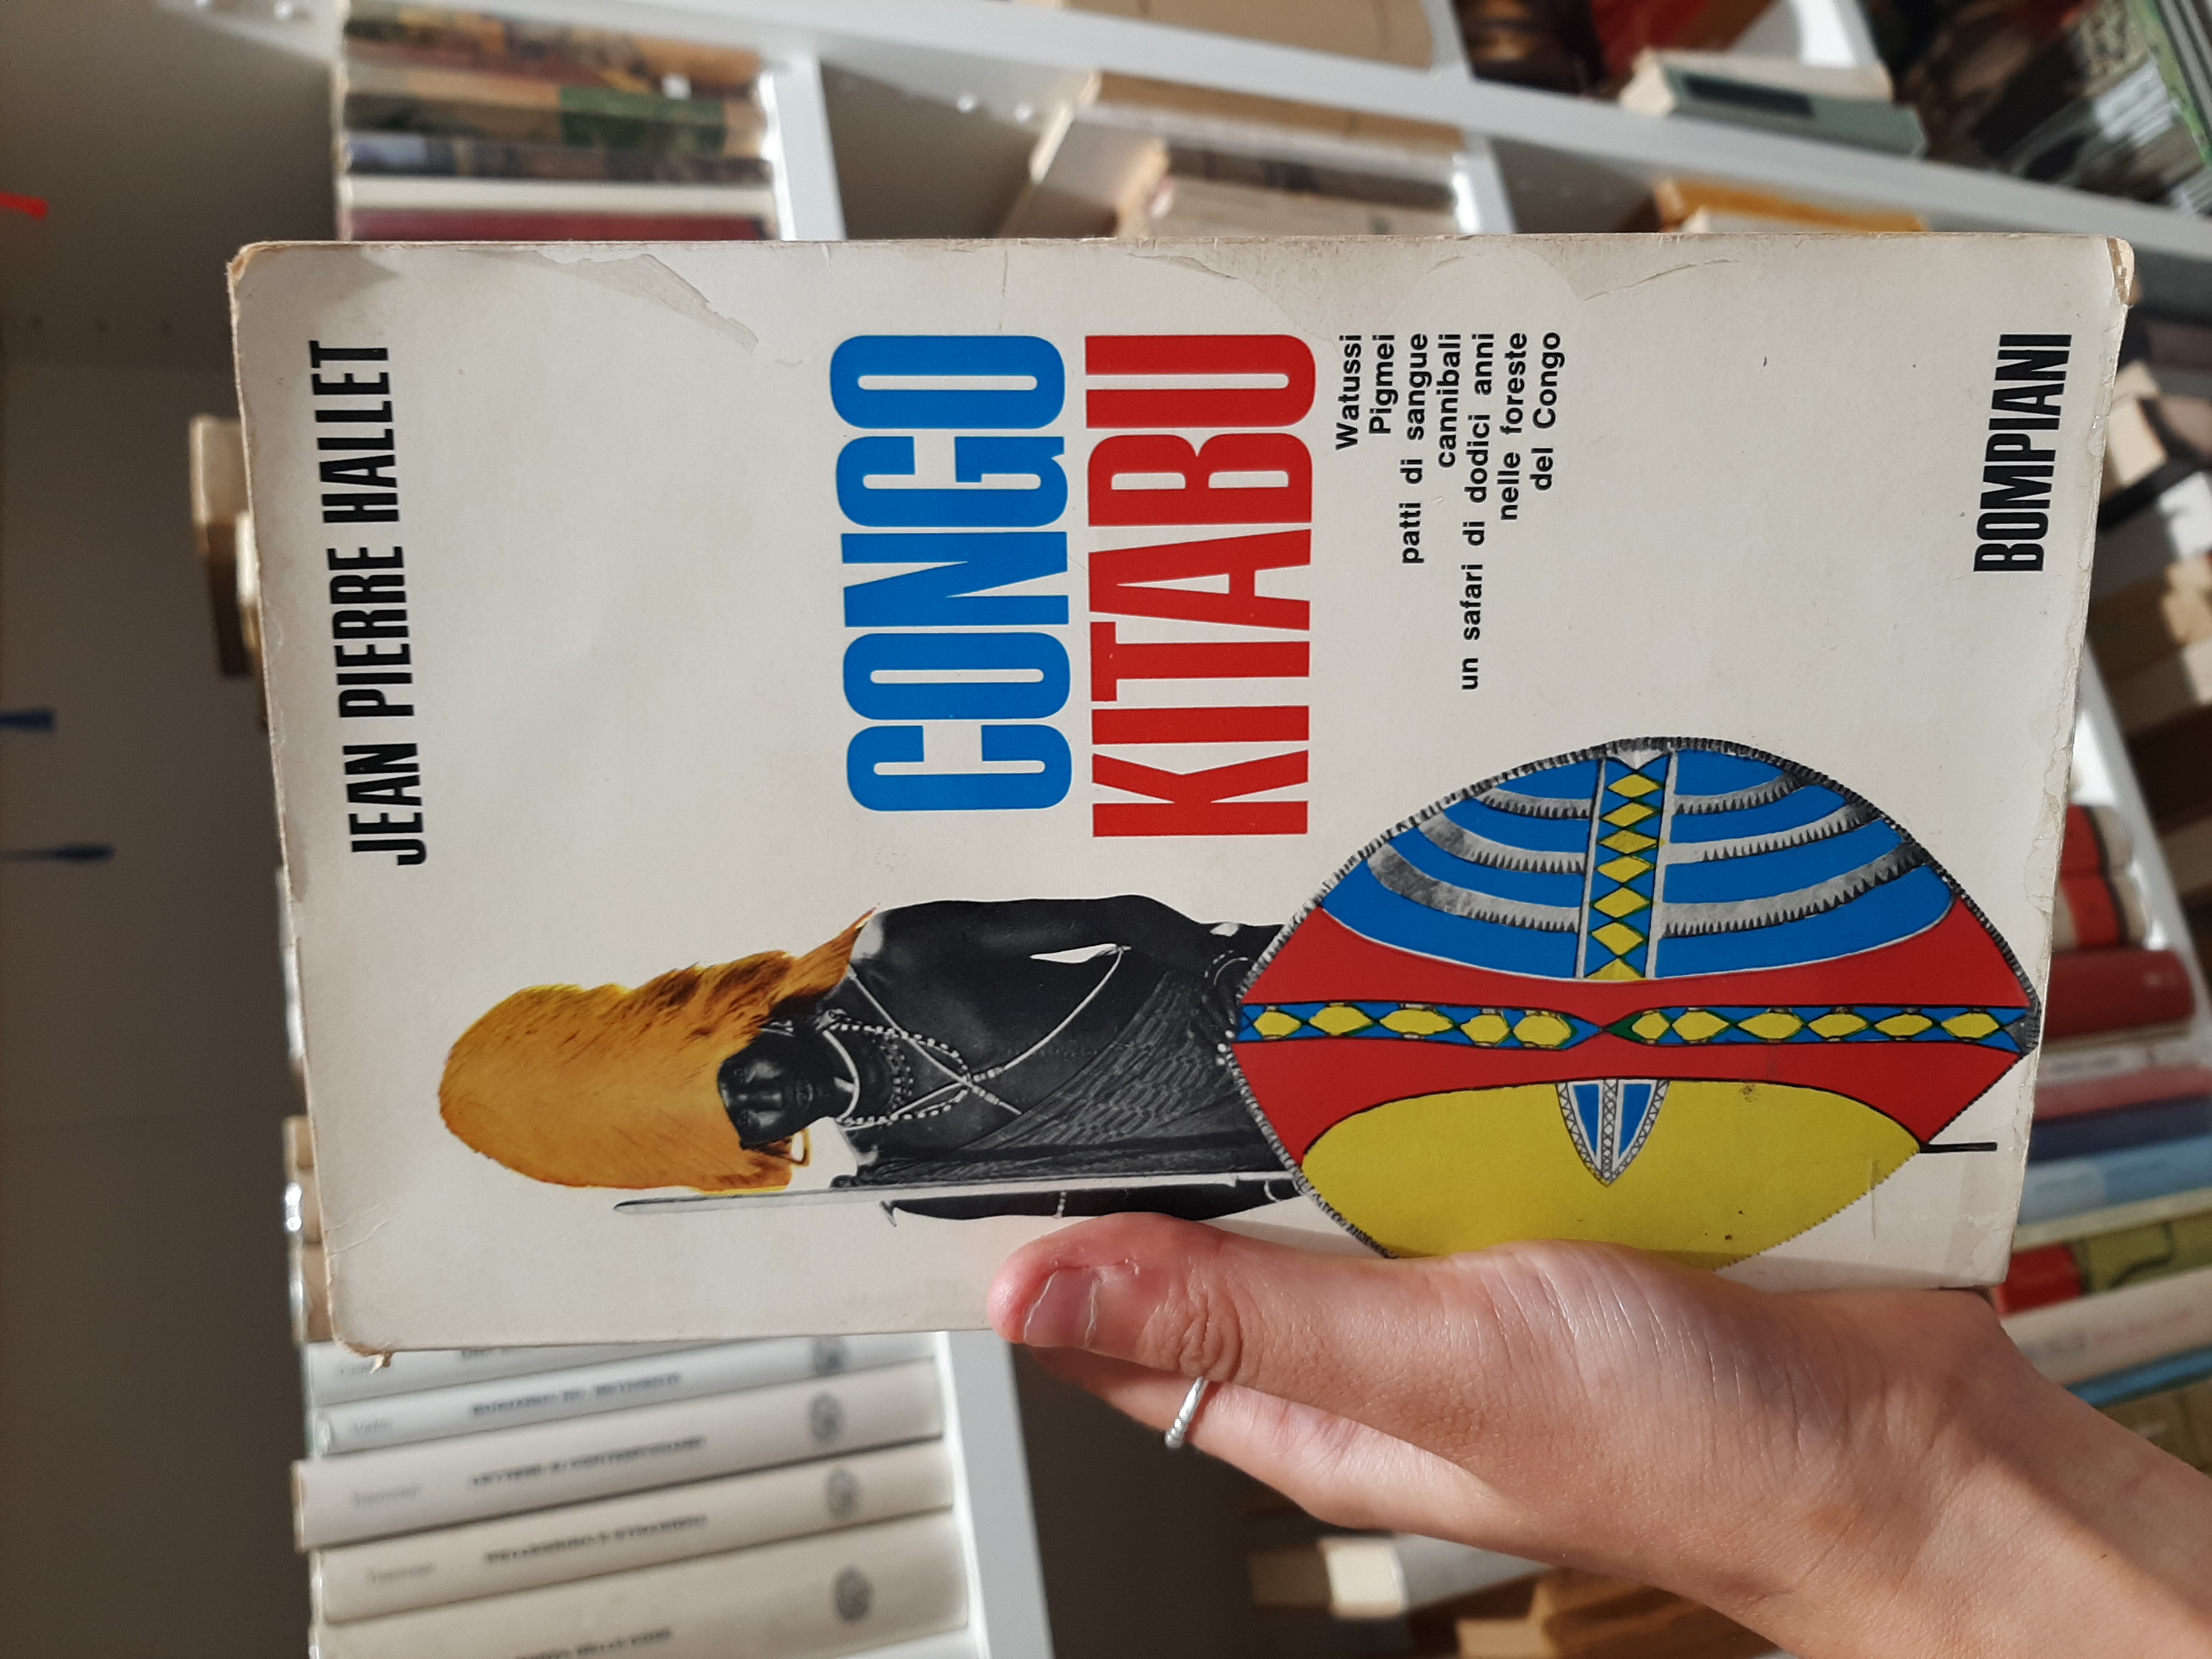 JEAN PIERRE HALLET
CONGO
KITABU
Watussi
Pigmei
patti di sangue
cannibali
un safari di dodici anni
nelle foreste
del Congo
BOMPIANI